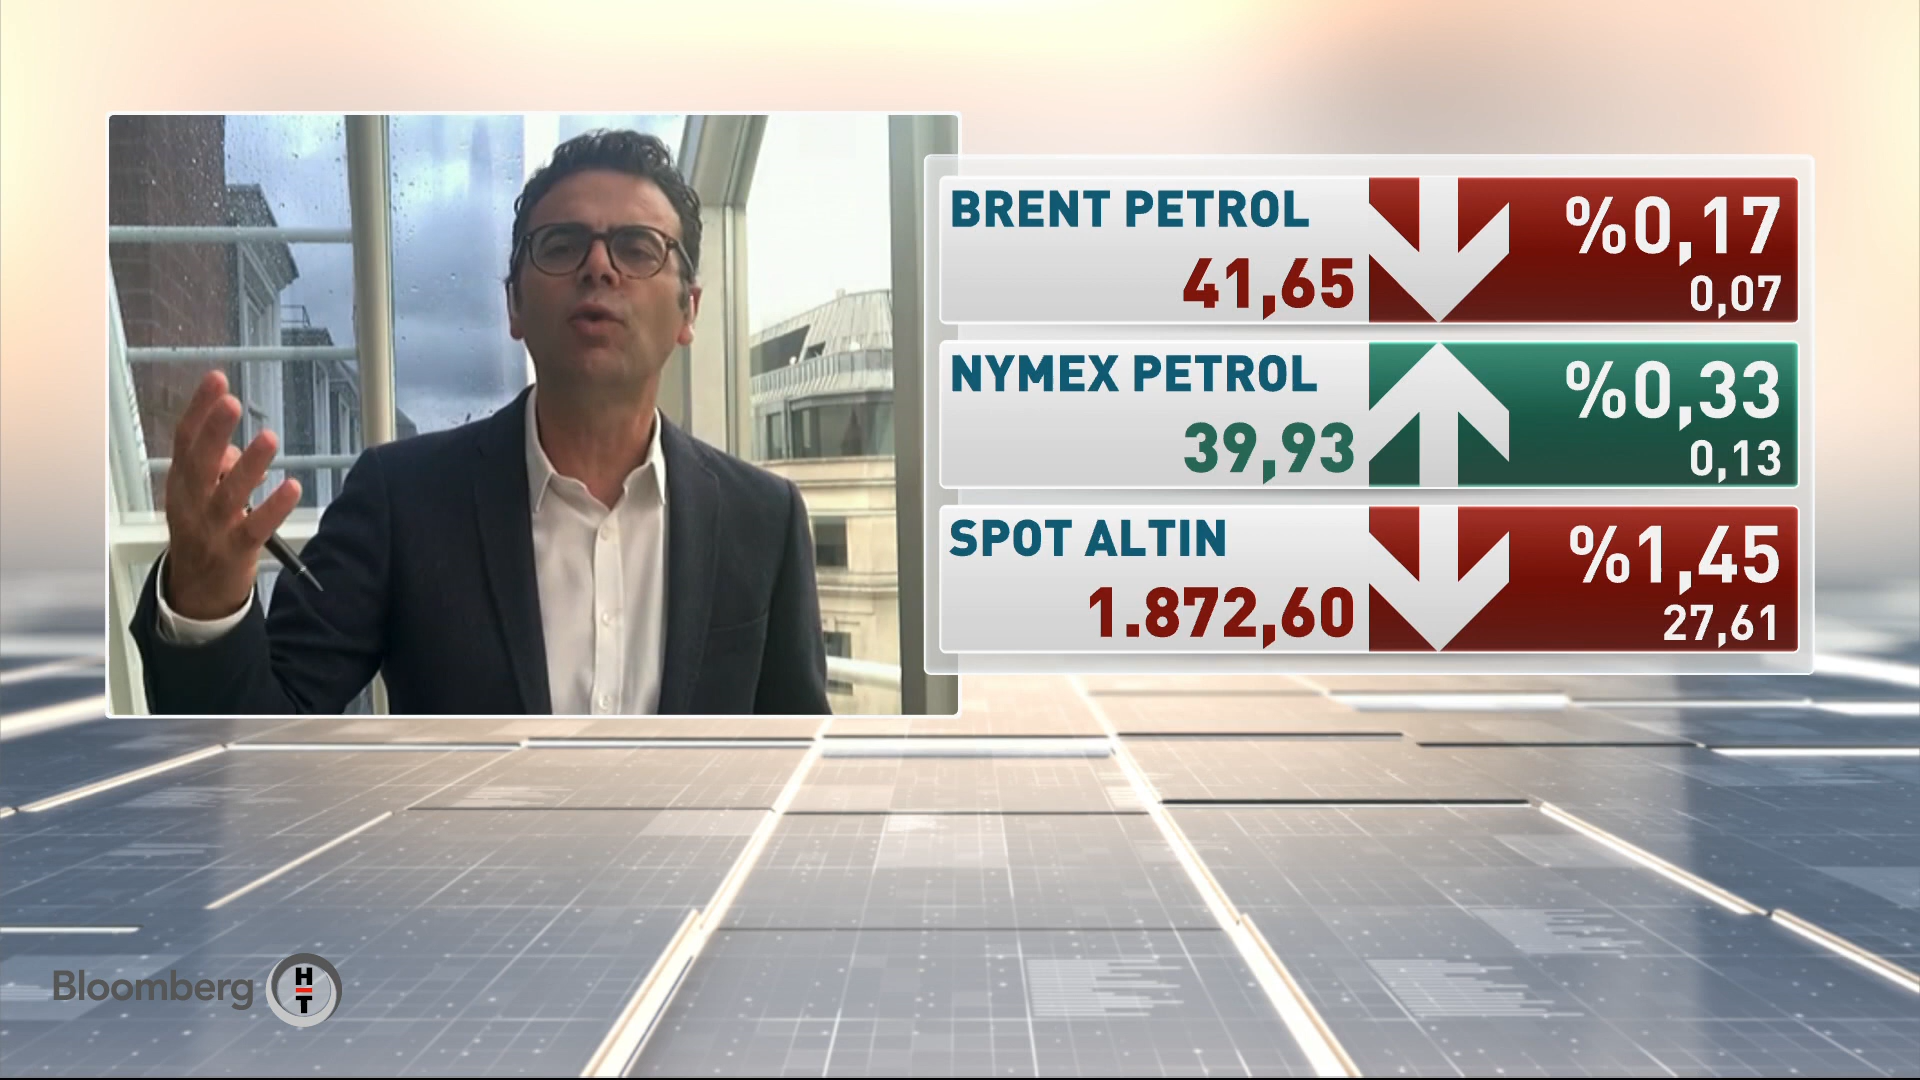 BRENT PETROL
41,65
%0,17
0,07
NYMEX PETROL
39,93
%0,33
0,13
SPOT ALTIN
1.872,60
%1,45
27,61
Bloomberg HT